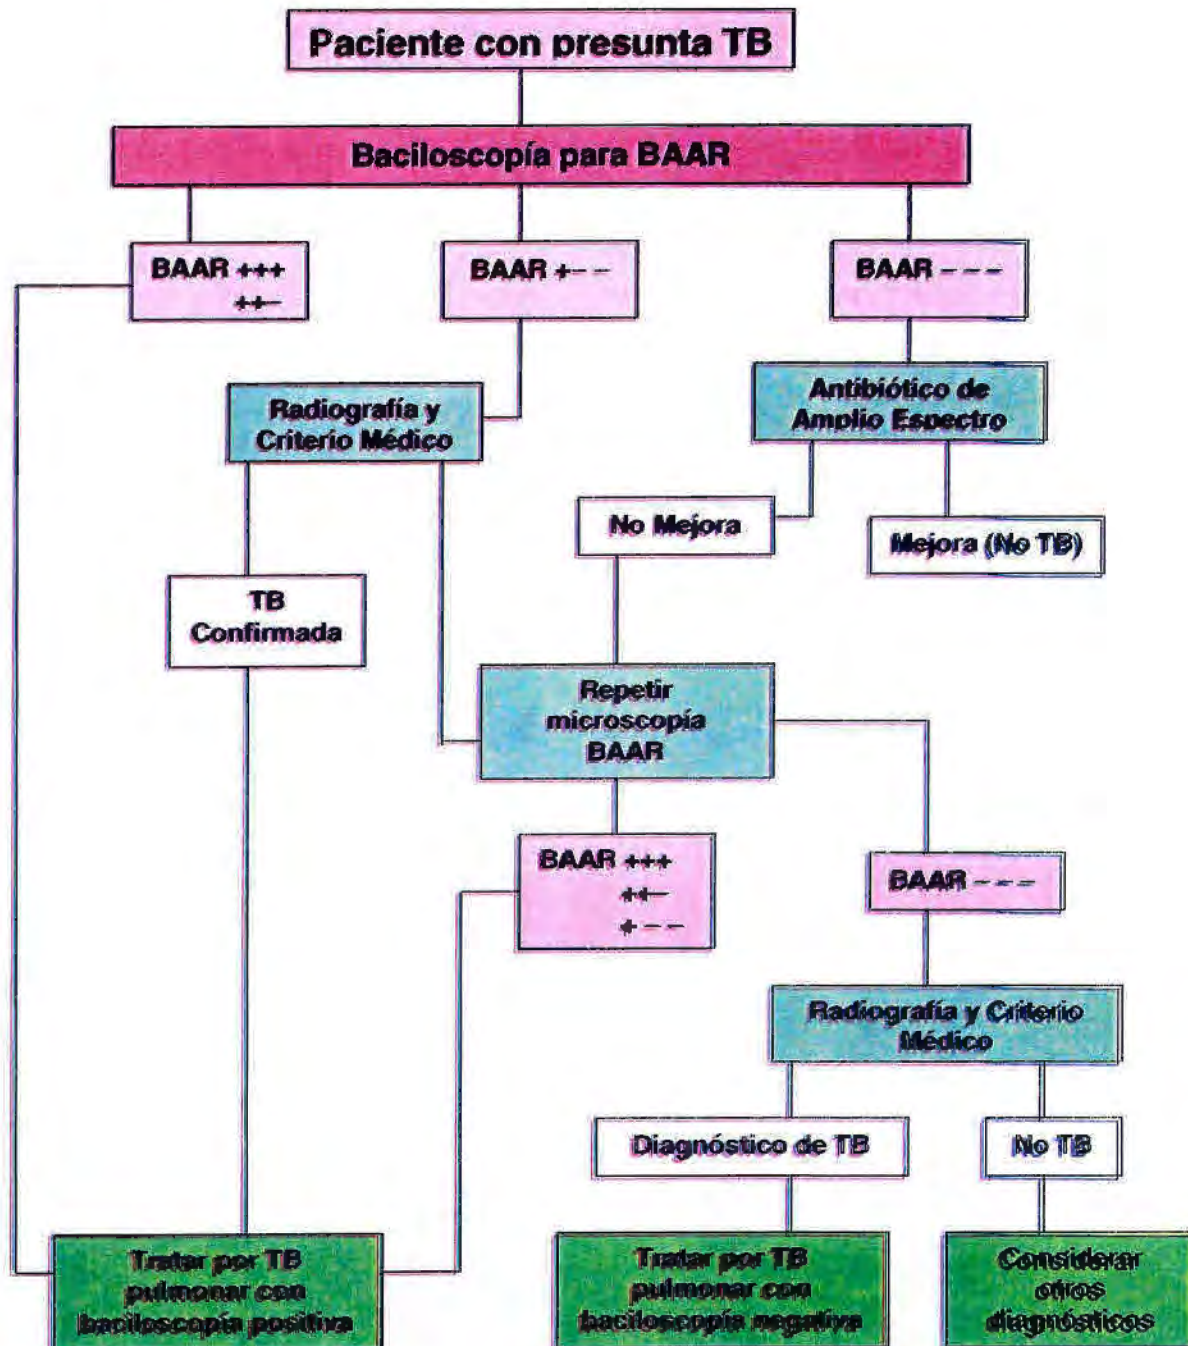 Paciente con presunta TB
Baciloscopía para BAAR
BAAR +++
++–
BAAR +– –
BAAR – – –
Radiografía y
Criterio Médico
Antibiótico de
Amplio Espectro
No Mejora
Mejora (No TB)
TB
Confirmada
Repetir
microscopía
BAAR
BAAR +++
++–
+ – –
BAAR – – –
Radiografía y Criterio
Médico
Diagnóstico de TB
No TB
Tratar por TB
pulmonar con
baciloscopía positiva
Tratar por TB
pulmonar con
baciloscopía negativa
Considerar
otros
diagnósticos